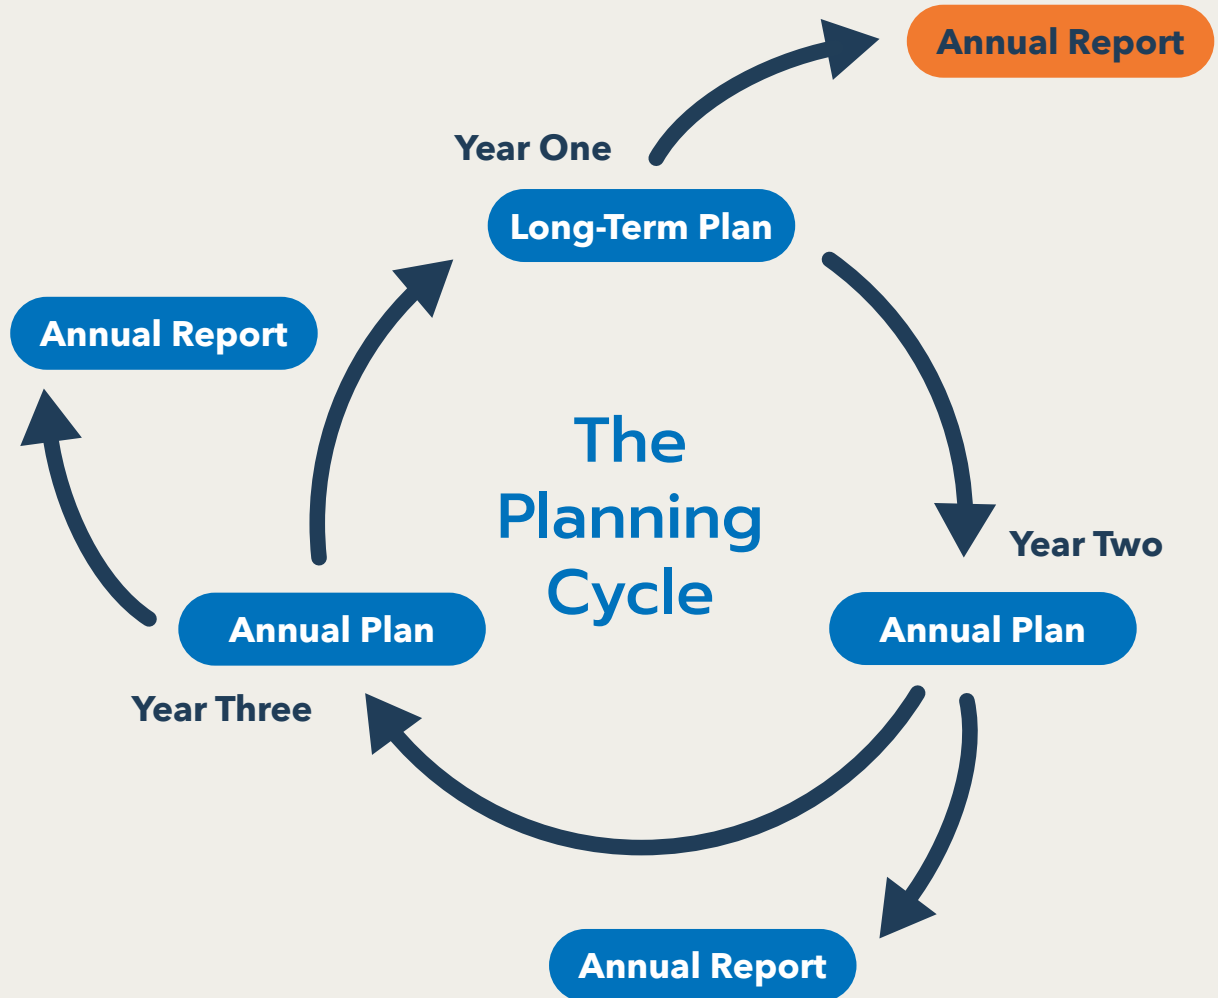 Annual Report
Year One
Long-Term Plan
Annual Report
The
Planning
Cycle
Year Two
Annual Plan
Annual Plan
Year Three
Annual Report